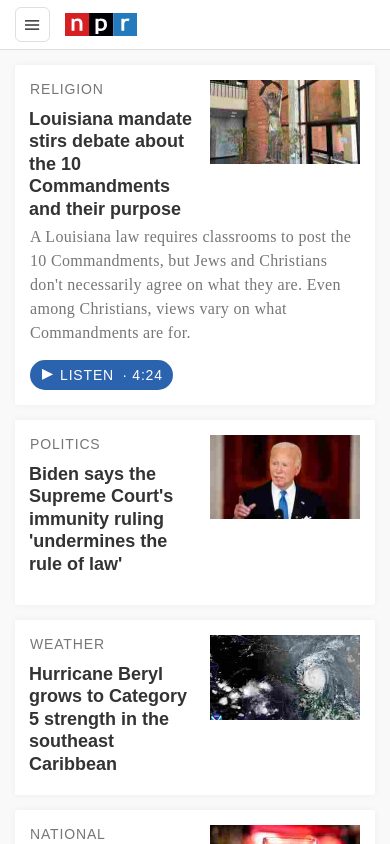 npr
RELIGION
Louisiana mandate
stirs debate about
the 10
Commandments
and their purpose
A Louisiana law requires classrooms to post the
10 Commandments, but Jews and Christians
don't necessarily agree on what they are. Even
among Christians, views vary on what
Commandments are for.
LISTEN · 4:24
POLITICS
Biden says the
Supreme Court's
immunity ruling
'undermines the
rule of law'
WEATHER
Hurricane Beryl
grows to Category
5 strength in the
southeast
Caribbean
NATIONAL